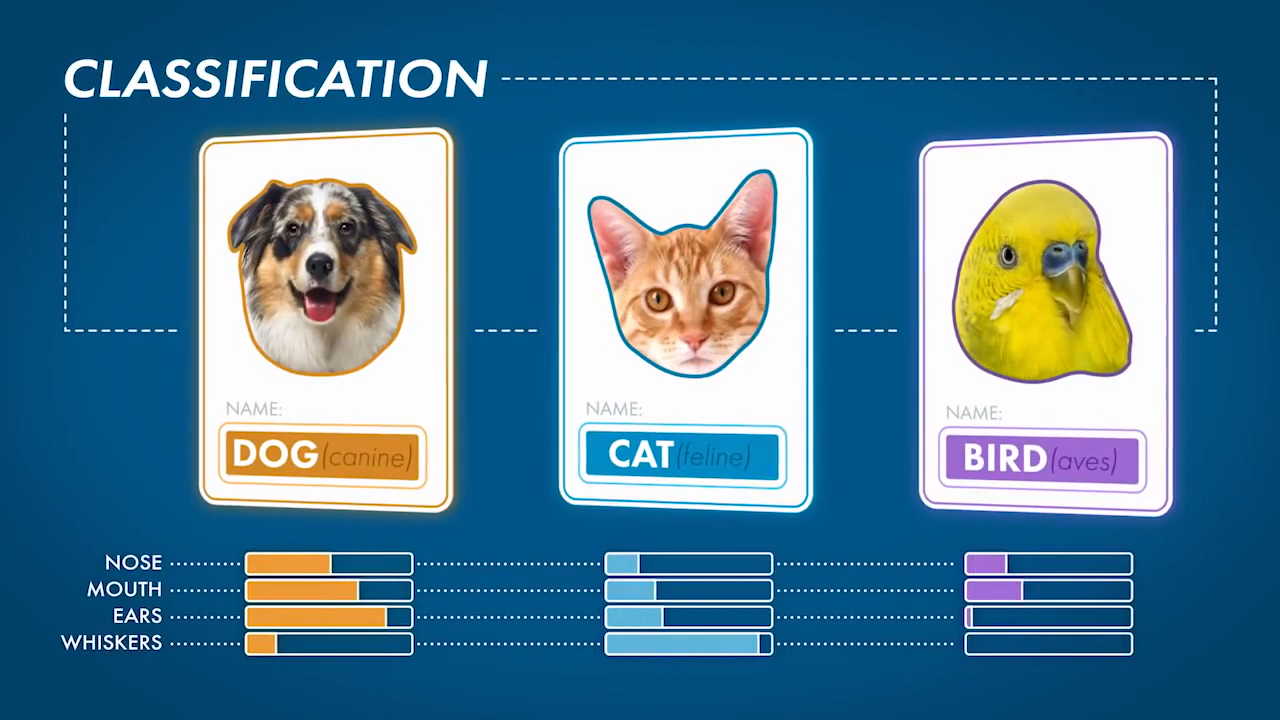 CLASSIFICATION
NAME:
DOG (canine)
NAME:
CAT (feline)
NAME:
BIRD (aves)
NOSE
MOUTH
EARS
WHISKERS